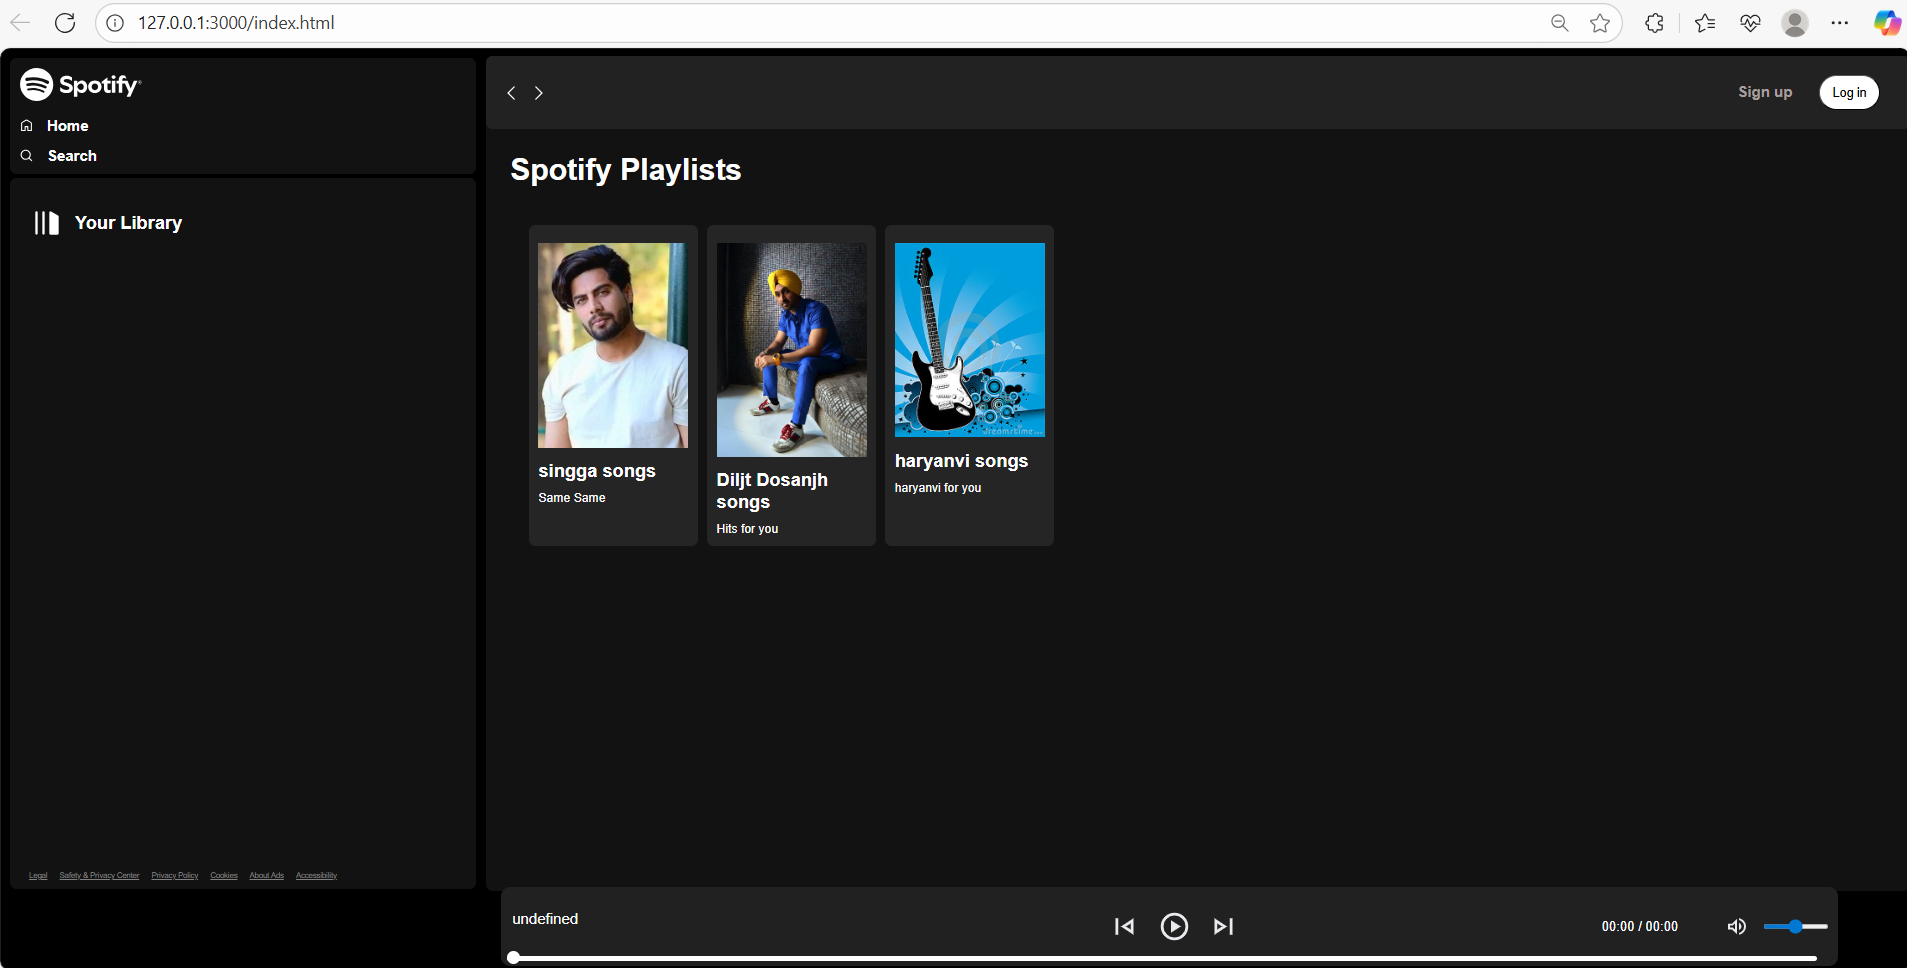 127.0.0.1:3000/index.html
Spotify
Home
Search
Your Library
Legal Safety & Privacy Center Privacy Policy Cookies About Ads Accessibility
Sign up Log in
Spotify Playlists
singga songs
Same Same
Diljt Dosanjh
songs
Hits for you
dreamstime
haryanvi songs
haryanvi for you
undefined
00:00 / 00:00